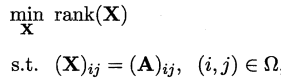 min rank(X)
X
s.t. (X)ij = (A)ij, (i, j) ∈ Ω,